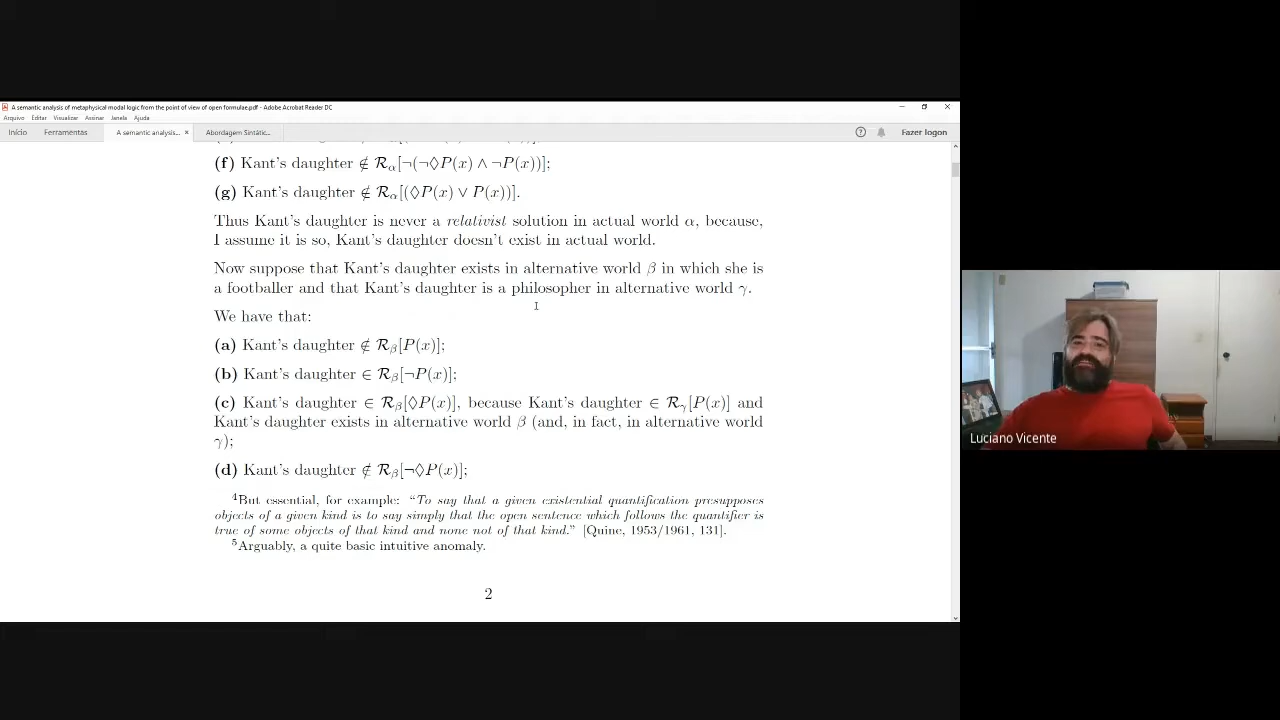 A semantic analysis of metaphysical modal logic from the point of view of open formulae.pdf - Adobe Acrobat Reader DC
Arquivo Editar Visualizar Assinar Janela Ajuda
Início Ferramentas A semantic analysis... × Abordagem Sintátic... Fazer logon
(f) Kant's daughter ∉ ℛα[¬(¬◊P(x) ∧ ¬P(x))];
(g) Kant's daughter ∉ ℛα[(◊P(x) ∨ P(x))].
Thus Kant's daughter is never a relativist solution in actual world α, because,
I assume it is so, Kant's daughter doesn't exist in actual world.
Now suppose that Kant's daughter exists in alternative world β in which she is
a footballer and that Kant's daughter is a philosopher in alternative world γ.
We have that:
(a) Kant's daughter ∉ ℛβ[P(x)];
(b) Kant's daughter ∈ ℛβ[¬P(x)];
(c) Kant's daughter ∈ ℛβ[◊P(x)], because Kant's daughter ∈ ℛγ[P(x)] and
Kant's daughter exists in alternative world β (and, in fact, in alternative world
γ);
(d) Kant's daughter ∉ ℛβ[¬◊P(x)];
4But essential, for example: "To say that a given existential quantification presupposes
objects of a given kind is to say simply that the open sentence which follows the quantifier is
true of some objects of that kind and none not of that kind." [Quine, 1953/1961, 131].
5Arguably, a quite basic intuitive anomaly.
2
Luciano Vicente